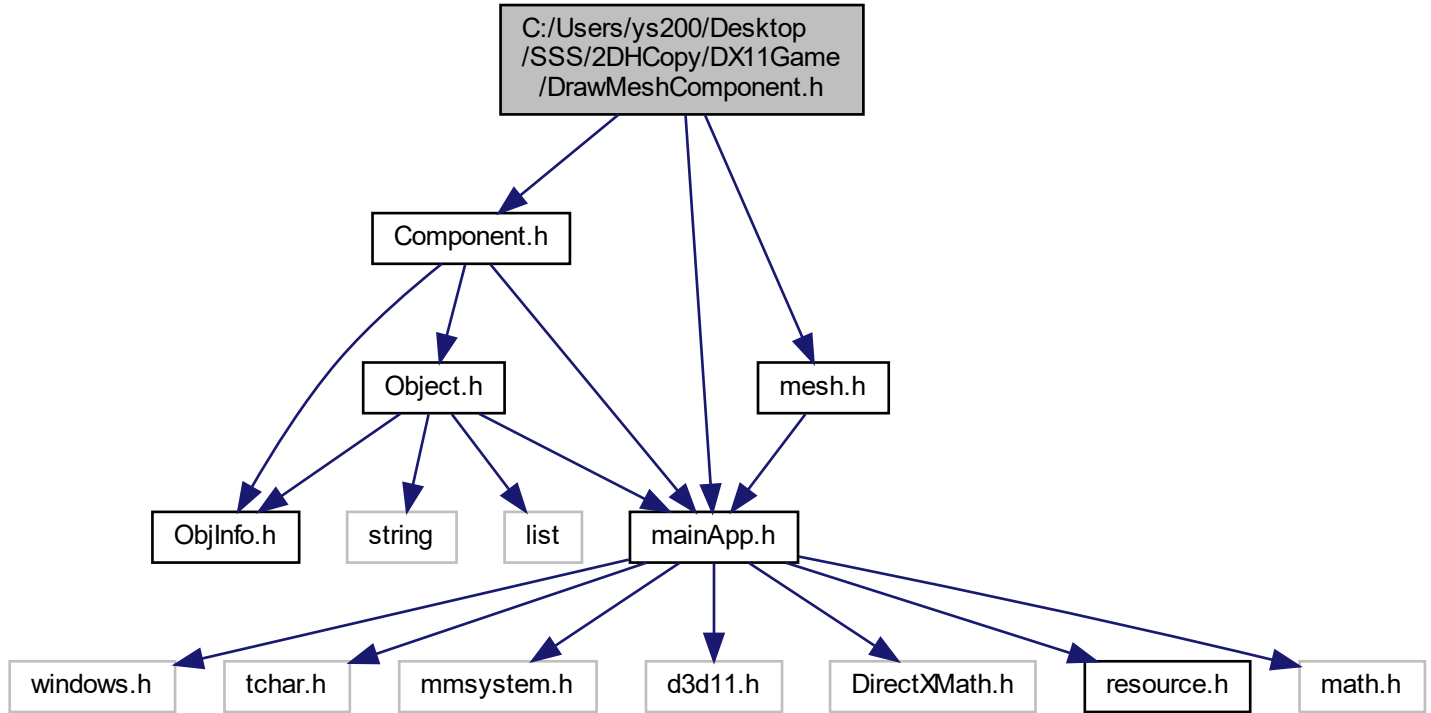 C:/Users/ys200/Desktop
/SSS/2DHCopy/DX11Game
/DrawMeshComponent.h
Component.h
Object.h
mesh.h
ObjInfo.h
string
list
mainApp.h
windows.h
tchar.h
mmsystem.h
d3d11.h
DirectXMath.h
resource.h
math.h